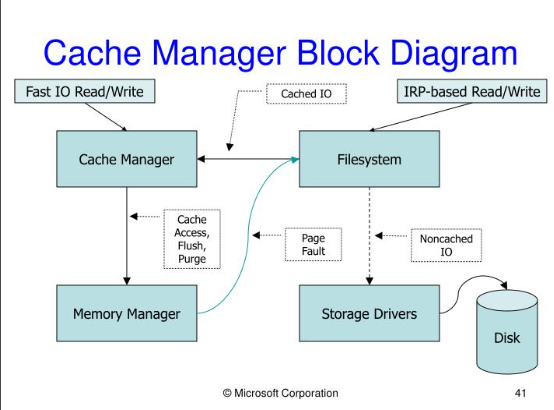 Cache Manager Block Diagram
Fast IO Read/Write
Cached IO
IRP-based Read/Write
Cache Manager
Filesystem
Cache
Access,
Flush,
Purge
Page
Fault
Noncached
IO
Memory Manager
Storage Drivers
Disk
© Microsoft Corporation
41